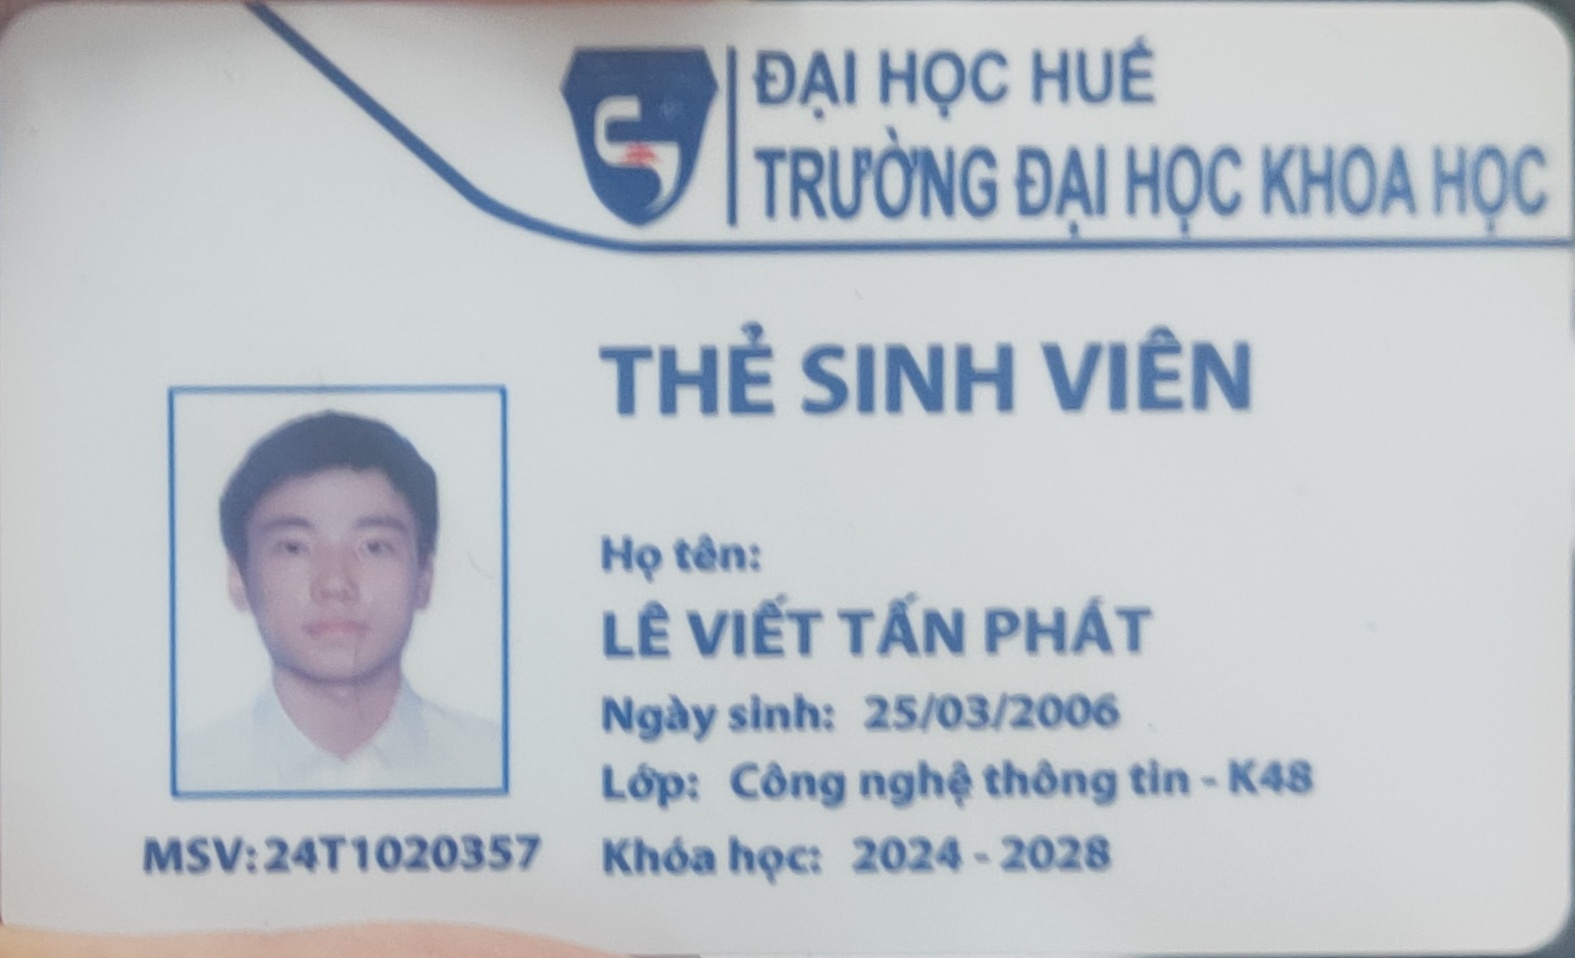 ĐẠI HỌC HUẾ
TRƯỜNG ĐẠI HỌC KHOA HỌC
THẺ SINH VIÊN
Họ tên:
LÊ VIẾT TẤN PHÁT
Ngày sinh: 25/03/2006
Lớp: Công nghệ thông tin - K48
Khóa học: 2024 - 2028
MSV:24T1020357